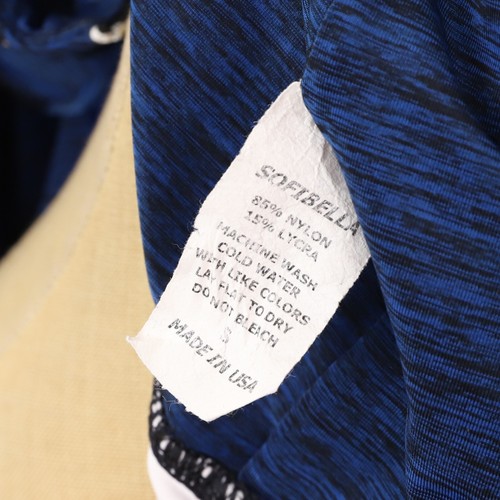 SOFIBELLA
85% NYLON
15% LYCRA
MACHINE WASH
COLD WATER
WITH LIKE COLORS
LAY FLAT TO DRY
DO NOT BLEACH
S
MADE IN USA